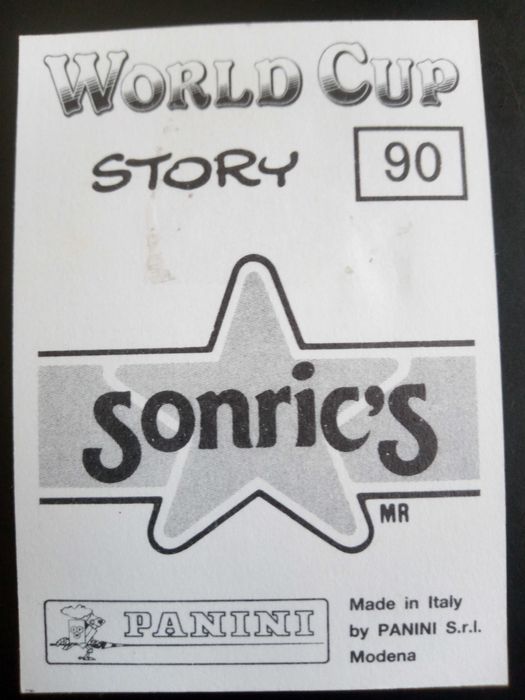 WORLD CUP
STORY
90
sonric's
MR
PANINI
Made in Italy
by PANINI S.r.l.
Modena